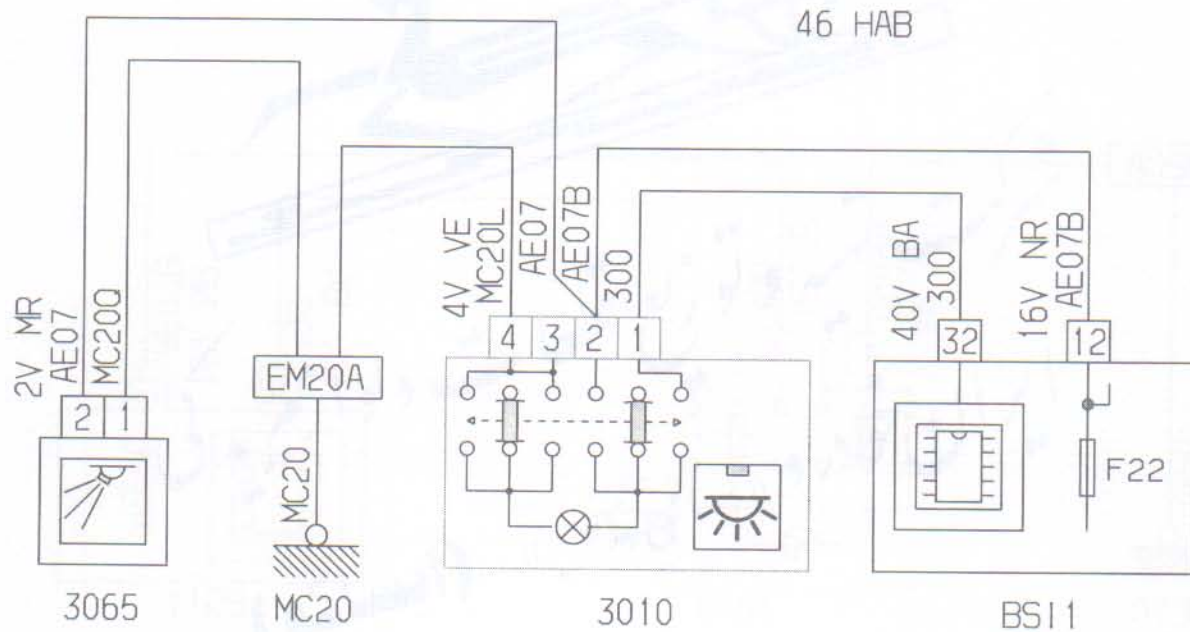 46 HAB
2V MR
AE07
MC20Q
2 1
EM20A
MC20
MC20
3065
4V VE
MC20L
AE07
AE07B
300
4 3 2 1
3010
40V BA
300
16V NR
AE07B
32
12
F22
BSI1